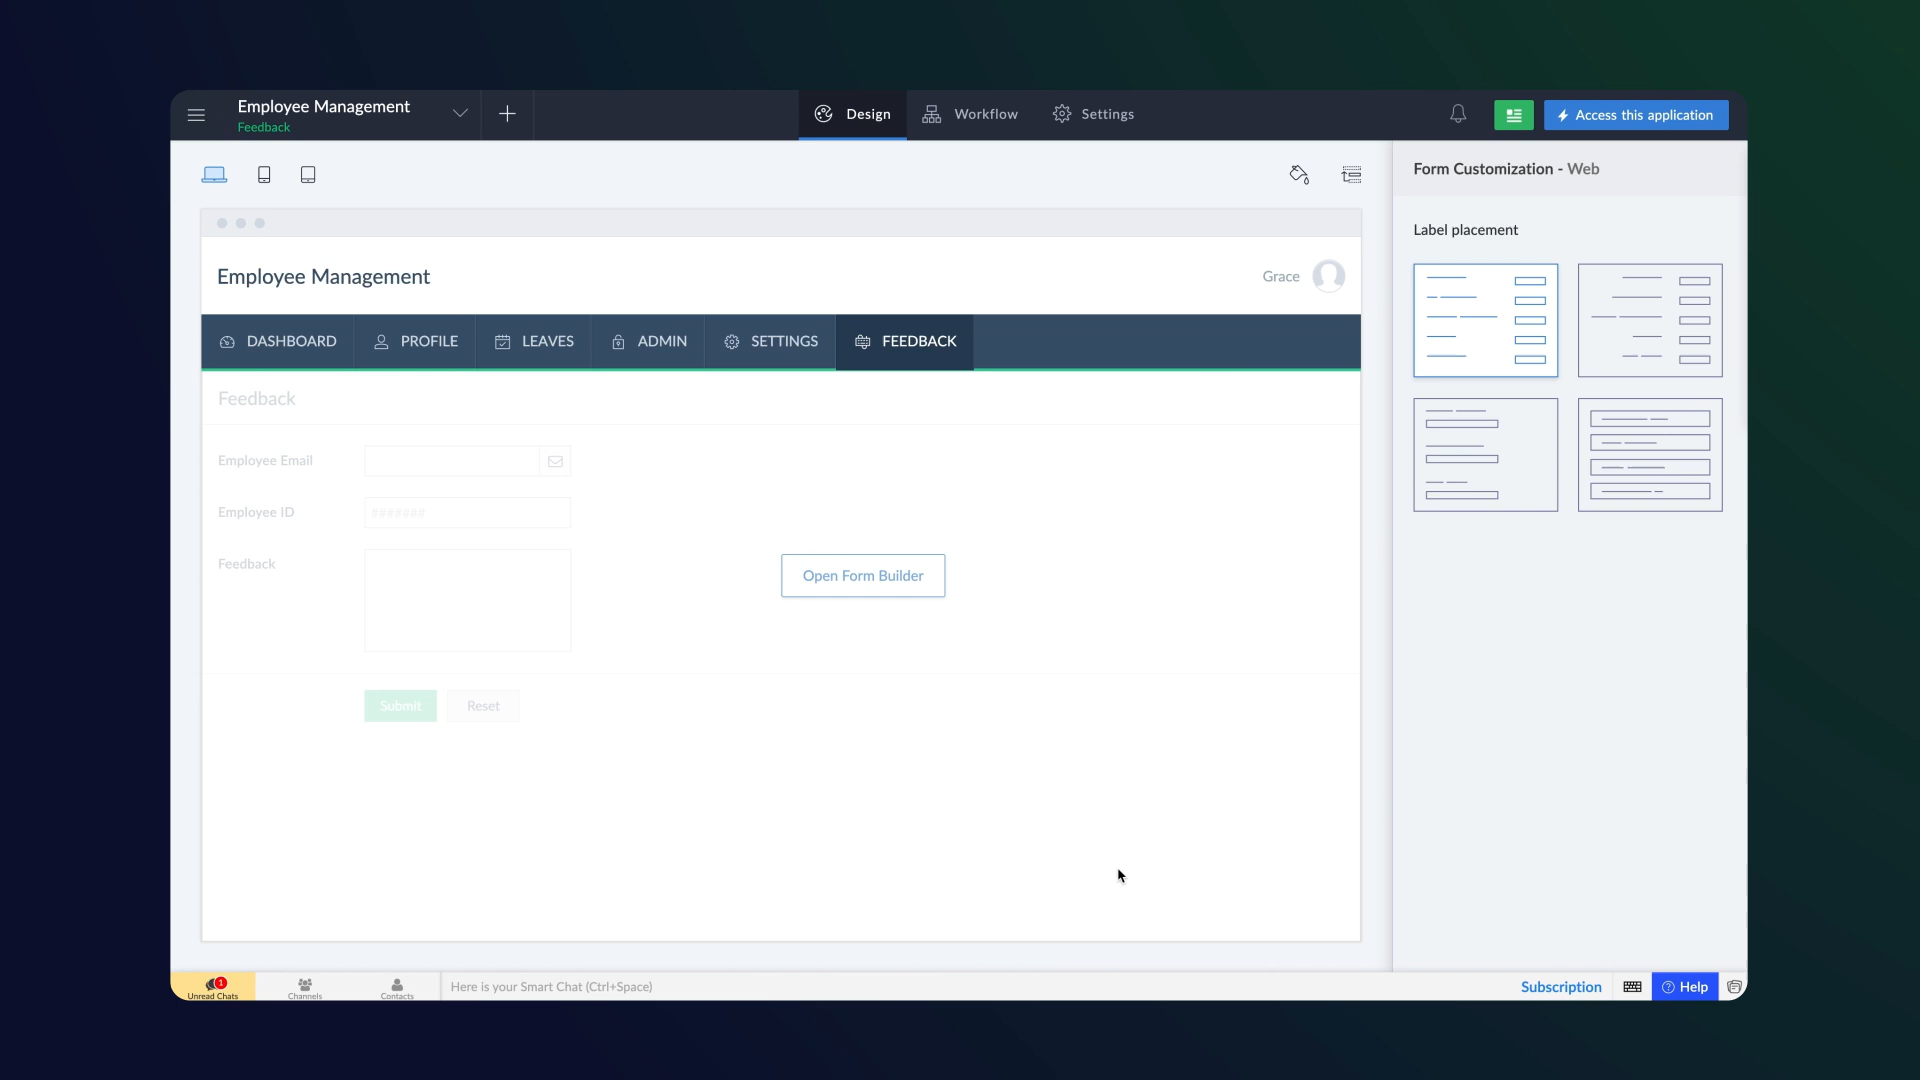 Employee Management
Feedback
Design
Workflow
Settings
Access this application
Form Customization - Web
Label placement
Employee Management
Grace
DASHBOARD
PROFILE
LEAVES
ADMIN
SETTINGS
FEEDBACK
Feedback
Employee Email
Employee ID
#######
Feedback
Open Form Builder
Submit
Reset
1
Unread Chats
Channels
Contacts
Here is your Smart Chat (Ctrl+Space)
Subscription
Help